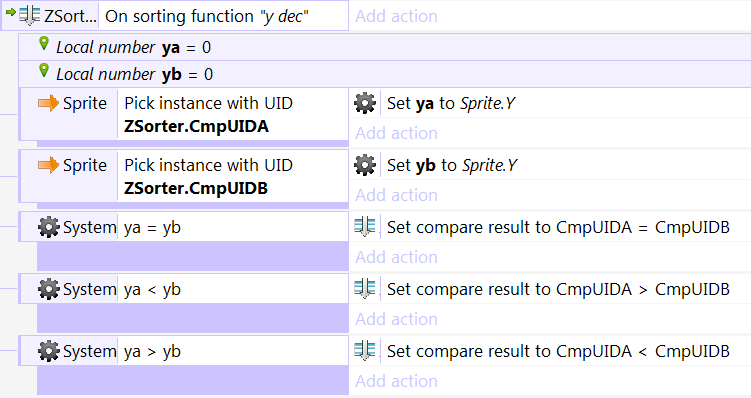 ZSort... On sorting function "y dec" Add action
Local number ya = 0
Local number yb = 0
Sprite Pick instance with UID Set ya to Sprite.Y
ZSorter.CmpUIDA Add action
Sprite Pick instance with UID Set yb to Sprite.Y
ZSorter.CmpUIDB Add action
System ya = yb Set compare result to CmpUIDA = CmpUIDB
Add action
System ya < yb Set compare result to CmpUIDA > CmpUIDB
Add action
System ya > yb Set compare result to CmpUIDA < CmpUIDB
Add action